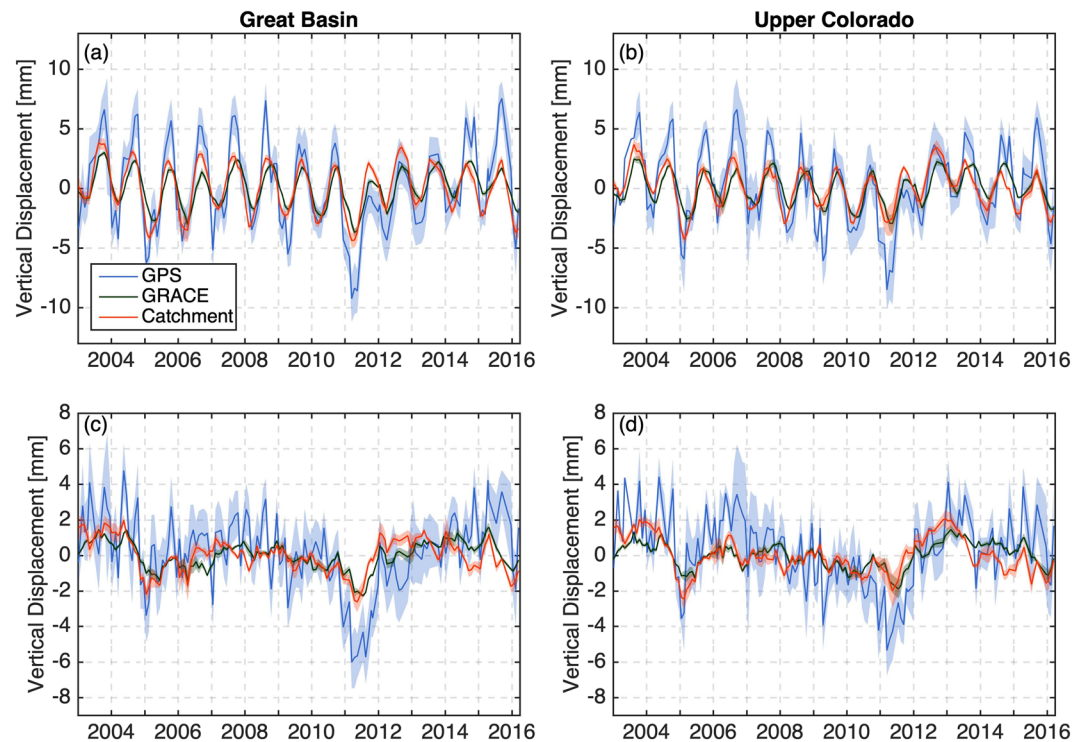 Great Basin
Upper Colorado
(a)
Vertical Displacement [mm]
10
5
0
-5
-10
GPS
GRACE
Catchment
2004 2006 2008 2010 2012 2014 2016
(b)
Vertical Displacement [mm]
10
5
0
-5
-10
2004 2006 2008 2010 2012 2014 2016
(c)
Vertical Displacement [mm]
8
6
4
2
0
-2
-4
-6
-8
2004 2006 2008 2010 2012 2014 2016
(d)
Vertical Displacement [mm]
8
6
4
2
0
-2
-4
-6
-8
2004 2006 2008 2010 2012 2014 2016